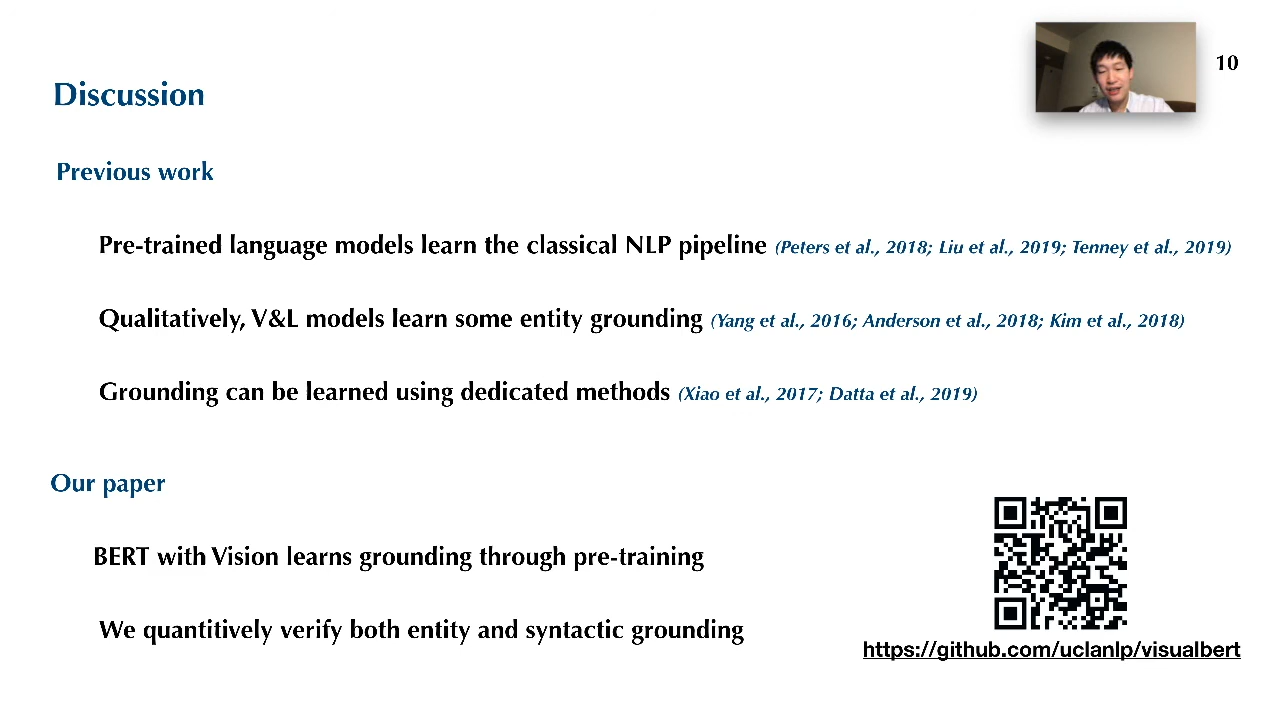 10
Discussion
Previous work
Pre-trained language models learn the classical NLP pipeline (Peters et al., 2018; Liu et al., 2019; Tenney et al., 2019)
Qualitatively, V&L models learn some entity grounding (Yang et al., 2016; Anderson et al., 2018; Kim et al., 2018)
Grounding can be learned using dedicated methods (Xiao et al., 2017; Datta et al., 2019)
Our paper
BERT with Vision learns grounding through pre-training
We quantitively verify both entity and syntactic grounding
https://github.com/uclanlp/visualbert